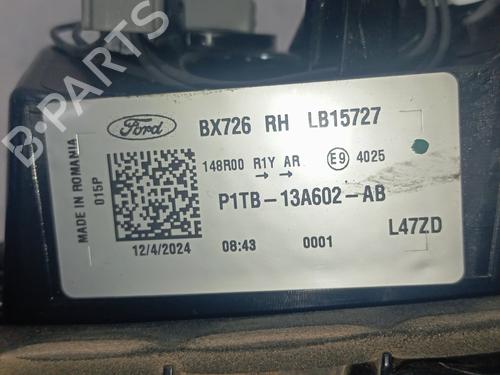 B-PARTS
Ford
BX726 RH LB15727
148R00 R1Y AR E9 4025
→ →
P1TB-13A602-AB
MADE IN ROMANIA
015P
L47ZD
12/4/2024 08:43 0001